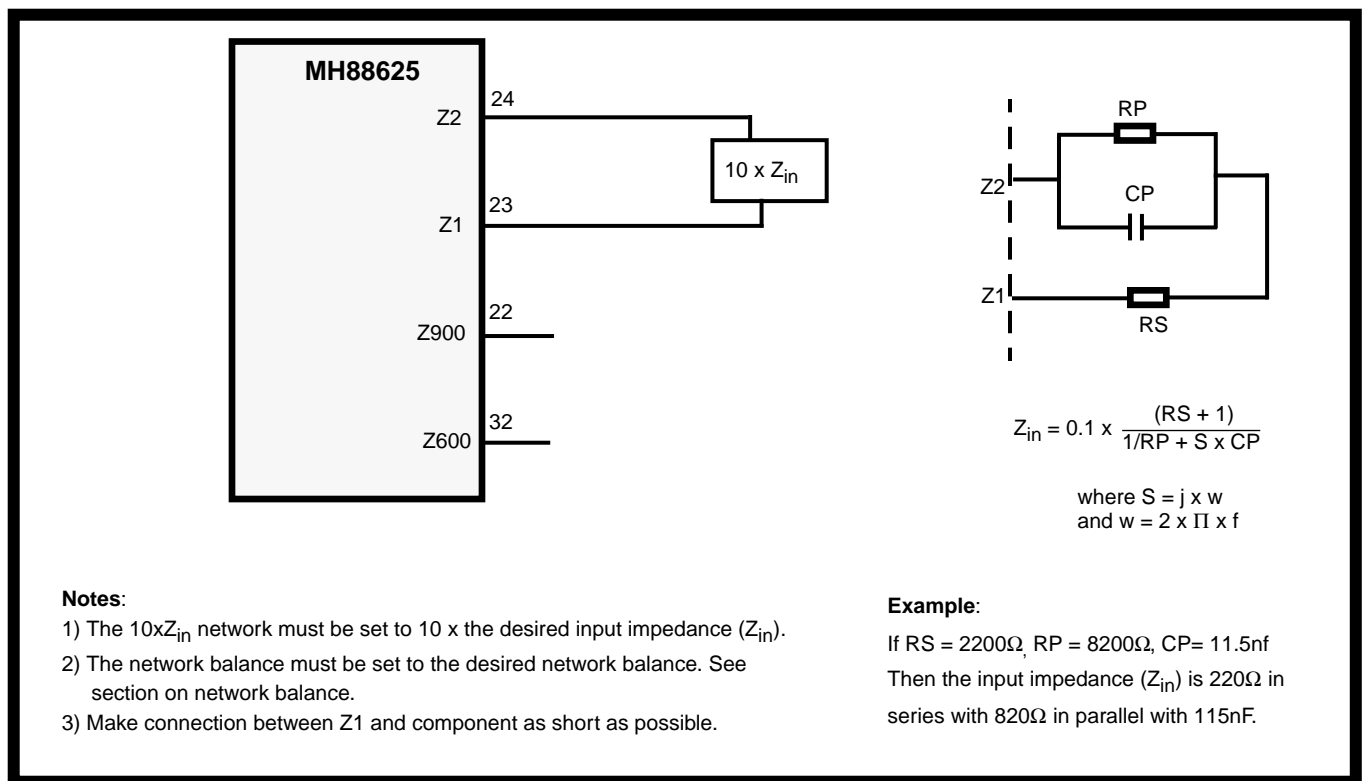 MH88625
Z2
24
10 x Zin
Z1
23
Z900
22
Z600
32
RP
Z2
CP
Z1
RS
Zin = 0.1 x (RS + 1)
1/RP + S x CP
where S = j x w
and w = 2 x Π x f
Notes:
1) The 10xZin network must be set to 10 x the desired input impedance (Zin).
2) The network balance must be set to the desired network balance. See
section on network balance.
3) Make connection between Z1 and component as short as possible.
Example:
If RS = 2200Ω, RP = 8200Ω, CP= 11.5nf
Then the input impedance (Zin) is 220Ω in
series with 820Ω in parallel with 115nF.